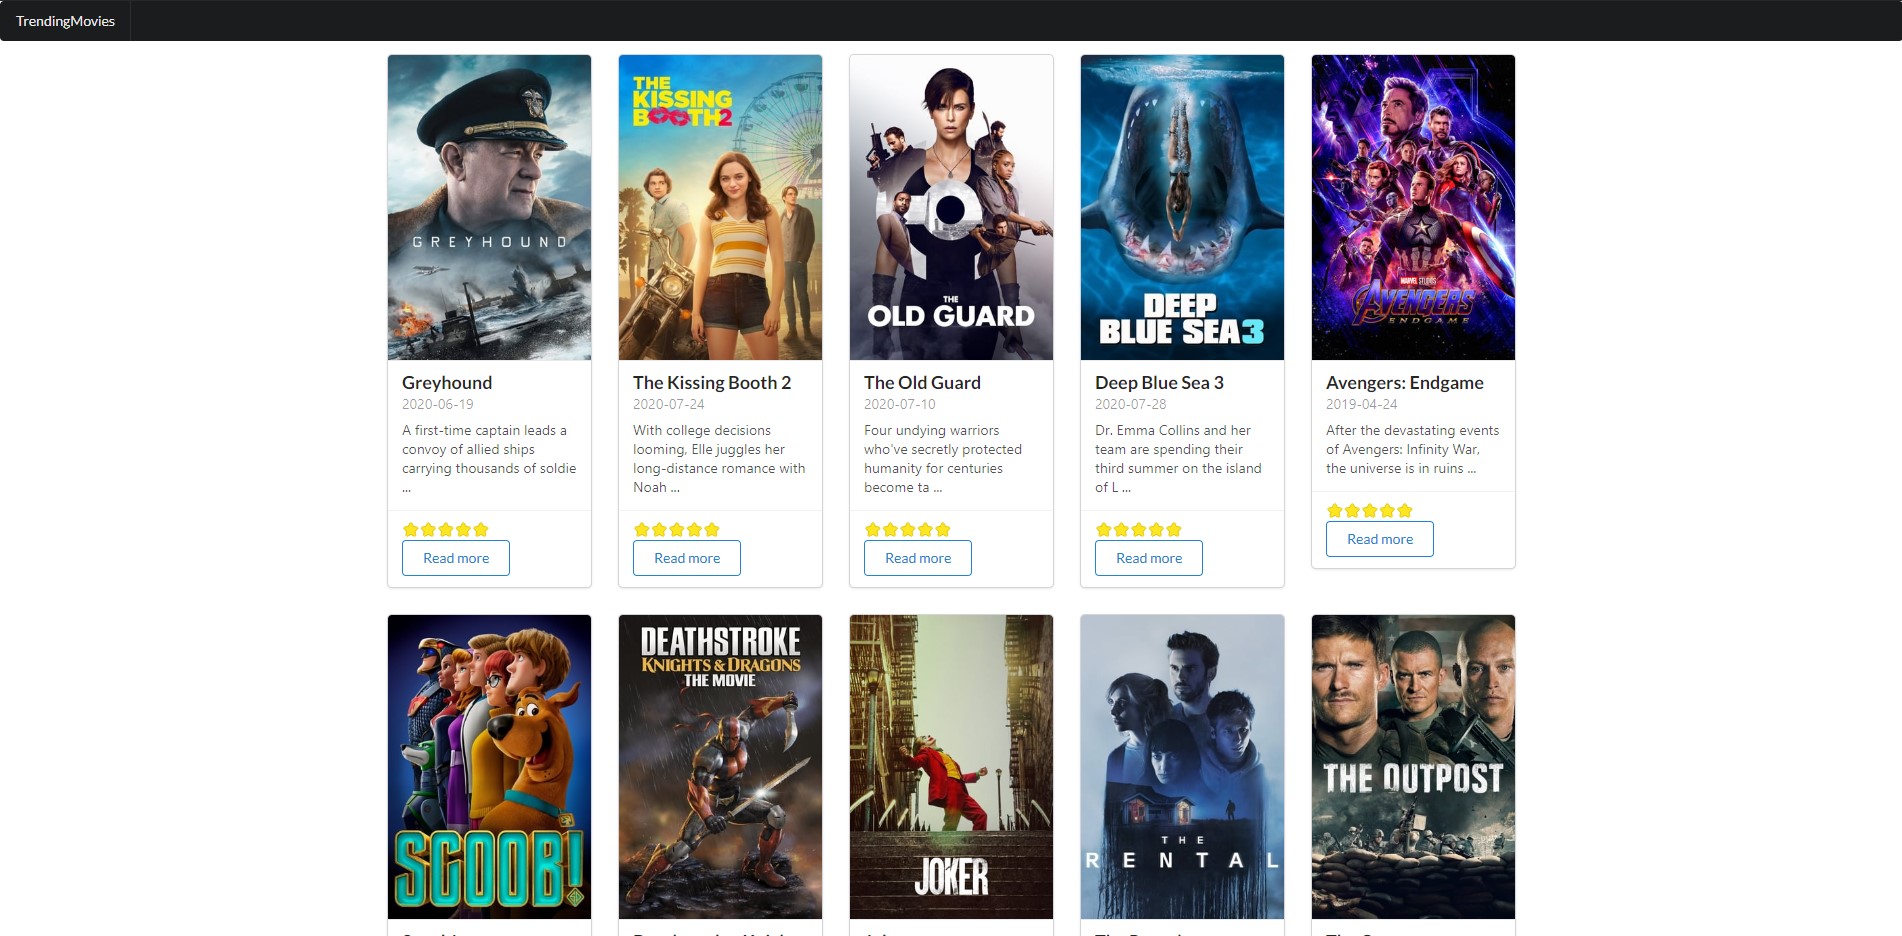 TrendingMovies
GREYHOUND
THE
KISSING
BOOTH2
THE
OLD GUARD
DEEP
BLUE SEA3
MARVEL STUDIOS
AVENGERS
ENDGAME
Greyhound
2020-06-19
A first-time captain leads a
convoy of allied ships
carrying thousands of soldie
...
Read more
The Kissing Booth 2
2020-07-24
With college decisions
looming, Elle juggles her
long-distance romance with
Noah ...
Read more
The Old Guard
2020-07-10
Four undying warriors
who've secretly protected
humanity for centuries
become ta ...
Read more
Deep Blue Sea 3
2020-07-28
Dr. Emma Collins and her
team are spending their
third summer on the island
of L ...
Read more
Avengers: Endgame
2019-04-24
After the devastating events
of Avengers: Infinity War,
the universe is in ruins ...
Read more
SCOOB!
DEATHSTROKE
KNIGHTS & DRAGONS
THE MOVIE
JOKER
THE
RENTAL
THE OUTPOST